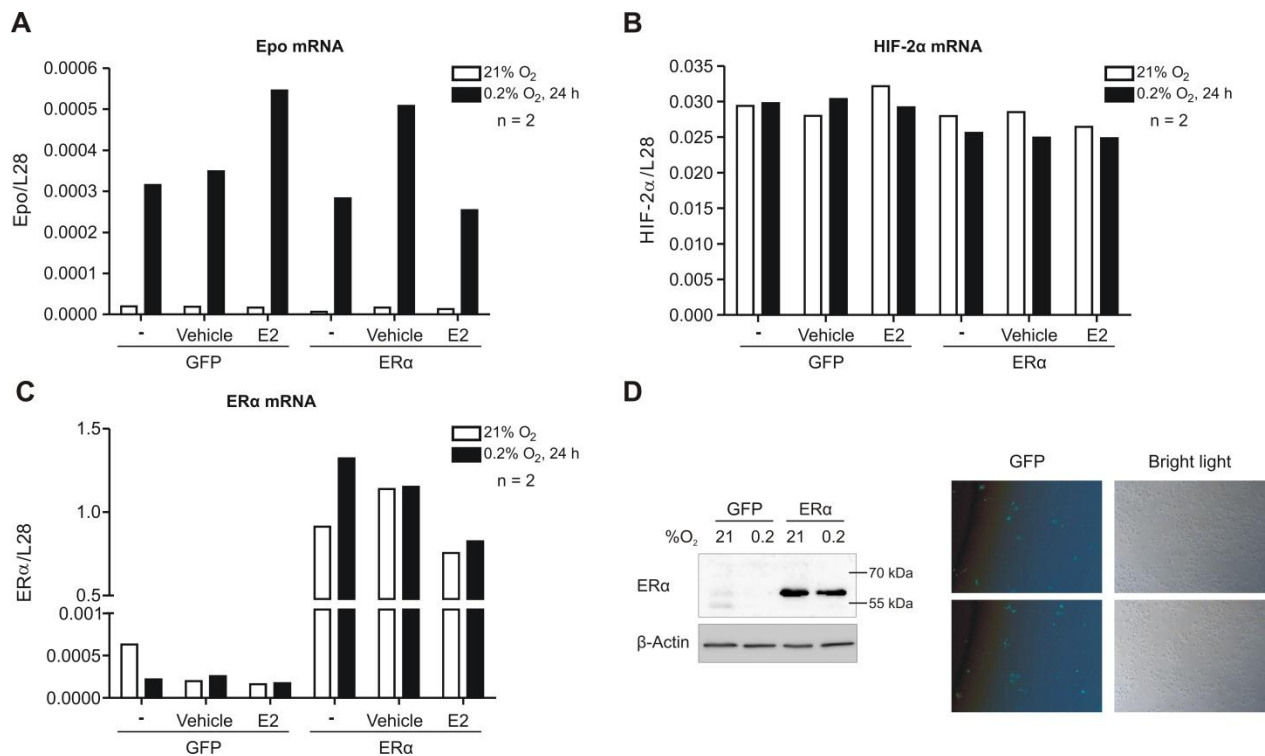 A
Epo mRNA
21% O₂
0.2% O₂, 24 h
n = 2
Epo/L28
0.0006
0.0005
0.0004
0.0003
0.0002
0.0001
0.0000
- Vehicle E2 - Vehicle E2
GFP ERα
B
HIF-2α mRNA
21% O₂
0.2% O₂, 24 h
n = 2
HIF-2α/L28
0.035
0.030
0.025
0.020
0.015
0.010
0.005
0.000
- Vehicle E2 - Vehicle E2
GFP ERα
C
ERα mRNA
21% O₂
0.2% O₂, 24 h
n = 2
ERα/L28
1.5
1.0
0.5
0.001
0.0005
0.0000
- Vehicle E2 - Vehicle E2
GFP ERα
D
GFP ERα
%O₂ 21 0.2 21 0.2
ERα
70 kDa
55 kDa
β-Actin
GFP Bright light